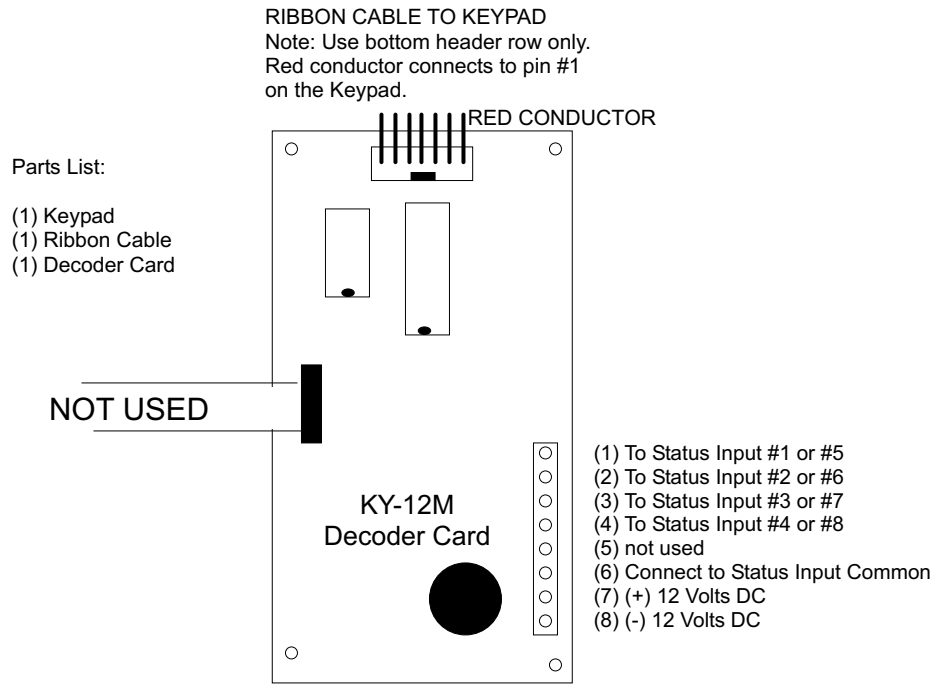 RIBBON CABLE TO KEYPAD
Note: Use bottom header row only.
Red conductor connects to pin #1
on the Keypad.
RED CONDUCTOR
Parts List:
(1) Keypad
(1) Ribbon Cable
(1) Decoder Card
NOT USED
KY-12M
Decoder Card
(1) To Status Input #1 or #5
(2) To Status Input #2 or #6
(3) To Status Input #3 or #7
(4) To Status Input #4 or #8
(5) not used
(6) Connect to Status Input Common
(7) (+) 12 Volts DC
(8) (-) 12 Volts DC